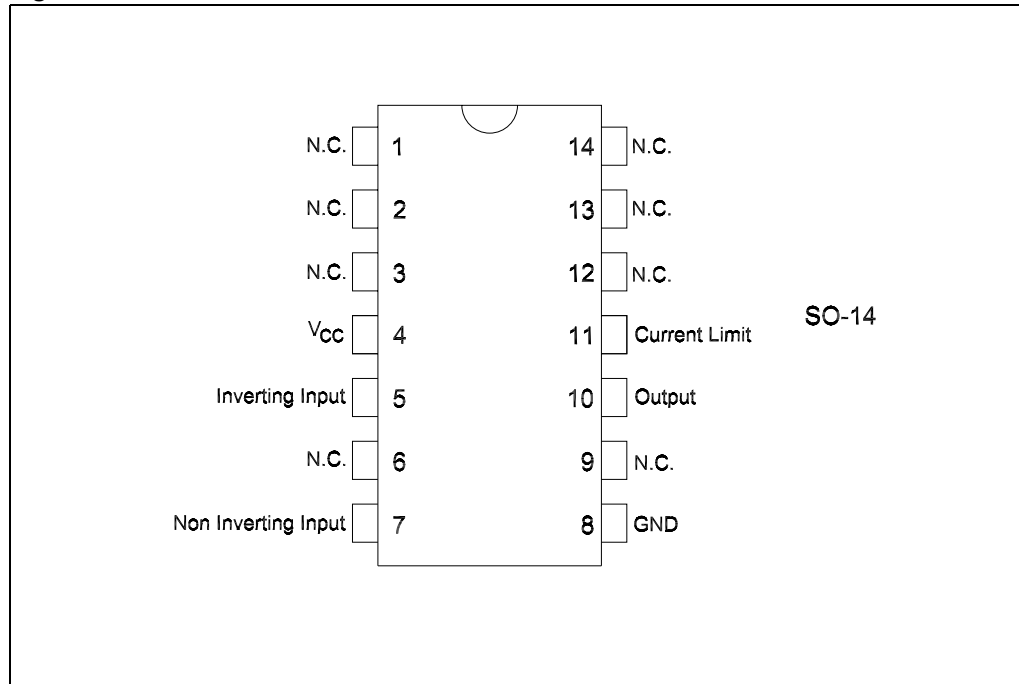 N.C. 1 14 N.C.
N.C. 2 13 N.C.
N.C. 3 12 N.C.
VCC 4 11 Current Limit
SO-14
Inverting Input 5 10 Output
N.C. 6 9 N.C.
Non Inverting Input 7 8 GND